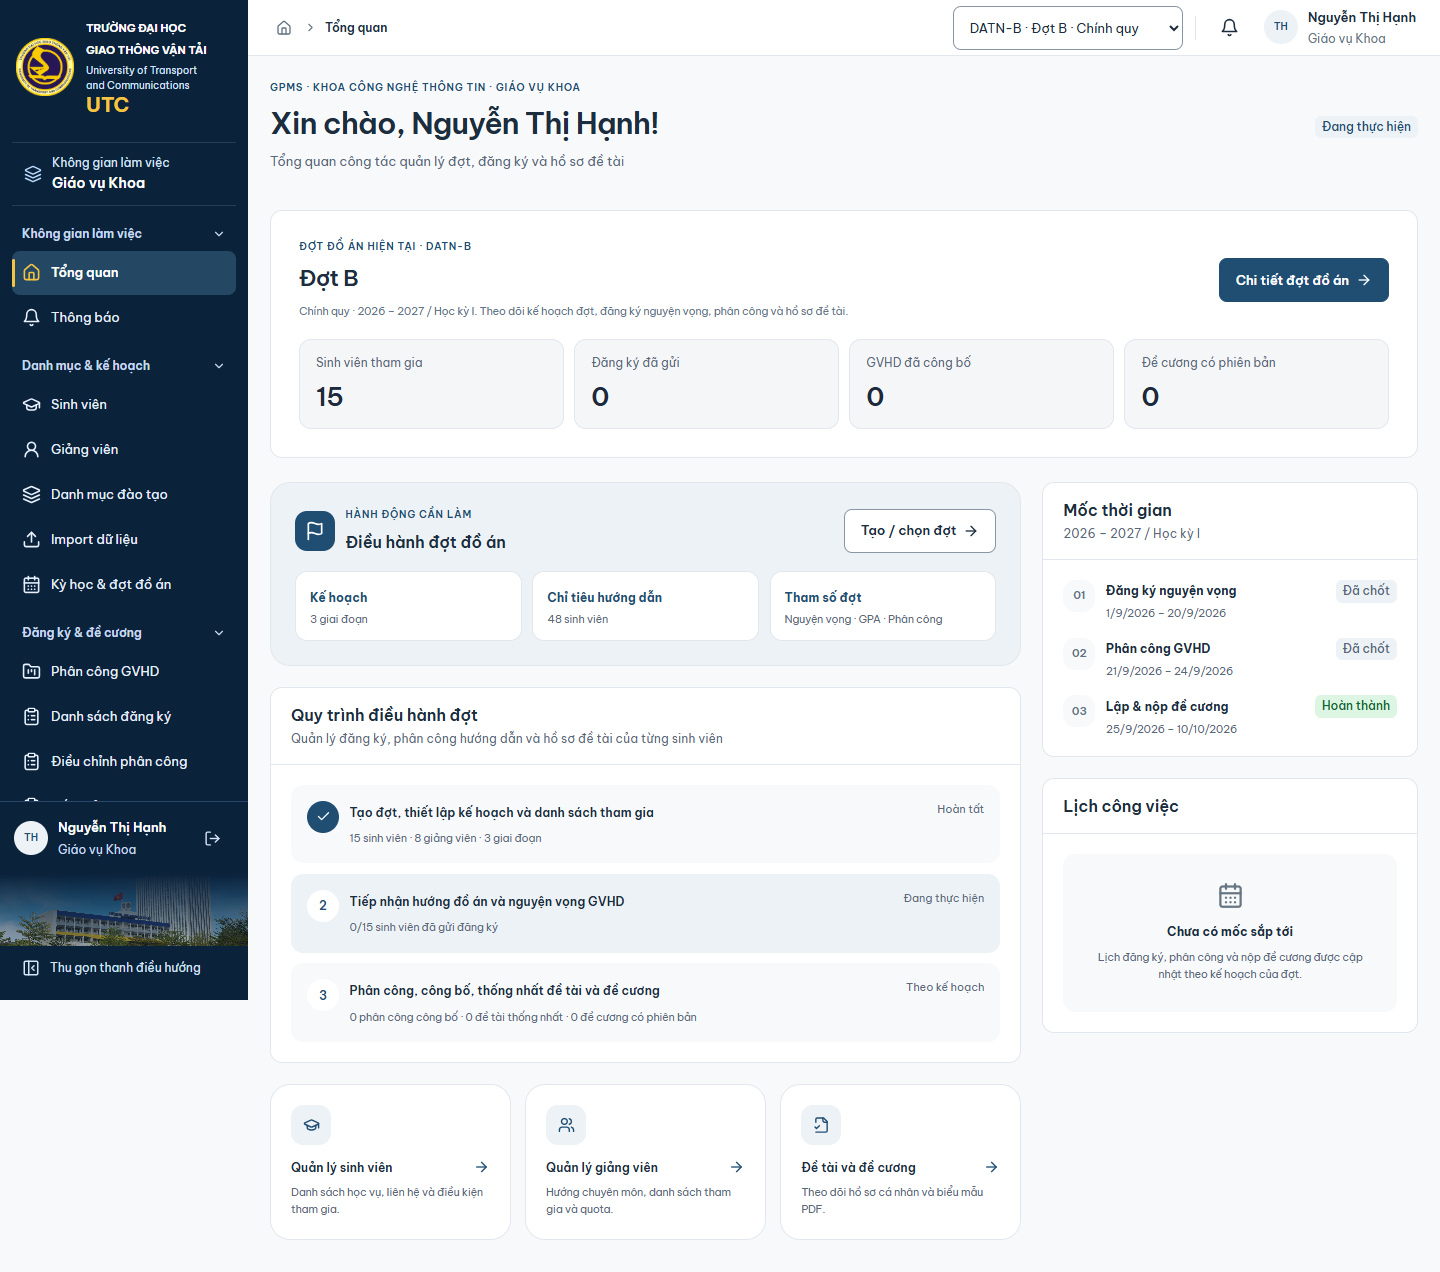 TRƯỜNG ĐẠI HỌC
GIAO THÔNG VẬN TẢI
University of Transport
and Communications
UTC
Không gian làm việc
Giáo vụ Khoa
Không gian làm việc
Tổng quan
Thông báo
Danh mục & kế hoạch
Sinh viên
Giảng viên
Danh mục đào tạo
Import dữ liệu
Kỳ học & đợt đồ án
Đăng ký & đề cương
Phân công GVHD
Danh sách đăng ký
Điều chỉnh phân công
TH
Nguyễn Thị Hạnh
Giáo vụ Khoa
Thu gọn thanh điều hướng
Tổng quan
DATN-B · Đợt B · Chính quy
TH
Nguyễn Thị Hạnh
Giáo vụ Khoa
GPMS · KHOA CÔNG NGHỆ THÔNG TIN · GIÁO VỤ KHOA
Xin chào, Nguyễn Thị Hạnh!
Tổng quan công tác quản lý đợt, đăng ký và hồ sơ đề tài
Đang thực hiện
ĐỢT ĐỒ ÁN HIỆN TẠI · DATN-B
Đợt B
Chính quy · 2026 – 2027 / Học kỳ I. Theo dõi kế hoạch đợt, đăng ký nguyện vọng, phân công và hồ sơ đề tài.
Chi tiết đợt đồ án
Sinh viên tham gia
15
Đăng ký đã gửi
0
GVHD đã công bố
0
Đề cương có phiên bản
0
HÀNH ĐỘNG CẦN LÀM
Điều hành đợt đồ án
Tạo / chọn đợt
Kế hoạch
3 giai đoạn
Chỉ tiêu hướng dẫn
48 sinh viên
Tham số đợt
Nguyện vọng · GPA · Phân công
Quy trình điều hành đợt
Quản lý đăng ký, phân công hướng dẫn và hồ sơ đề tài của từng sinh viên
Tạo đợt, thiết lập kế hoạch và danh sách tham gia
15 sinh viên · 8 giảng viên · 3 giai đoạn
Hoàn tất
2
Tiếp nhận hướng đồ án và nguyện vọng GVHD
0/15 sinh viên đã gửi đăng ký
Đang thực hiện
3
Phân công, công bố, thống nhất đề tài và đề cương
0 phân công công bố · 0 đề tài thống nhất · 0 đề cương có phiên bản
Theo kế hoạch
Quản lý sinh viên
Danh sách học vụ, liên hệ và điều kiện
tham gia.
Quản lý giảng viên
Hướng chuyên môn, danh sách tham
gia và quota.
Đề tài và đề cương
Theo dõi hồ sơ cá nhân và biểu mẫu
PDF.
Mốc thời gian
2026 – 2027 / Học kỳ I
01
Đăng ký nguyện vọng
1/9/2026 – 20/9/2026
Đã chốt
02
Phân công GVHD
21/9/2026 – 24/9/2026
Đã chốt
03
Lập & nộp đề cương
25/9/2026 – 10/10/2026
Hoàn thành
Lịch công việc
Chưa có mốc sắp tới
Lịch đăng ký, phân công và nộp đề cương được cập
nhật theo kế hoạch của đợt.